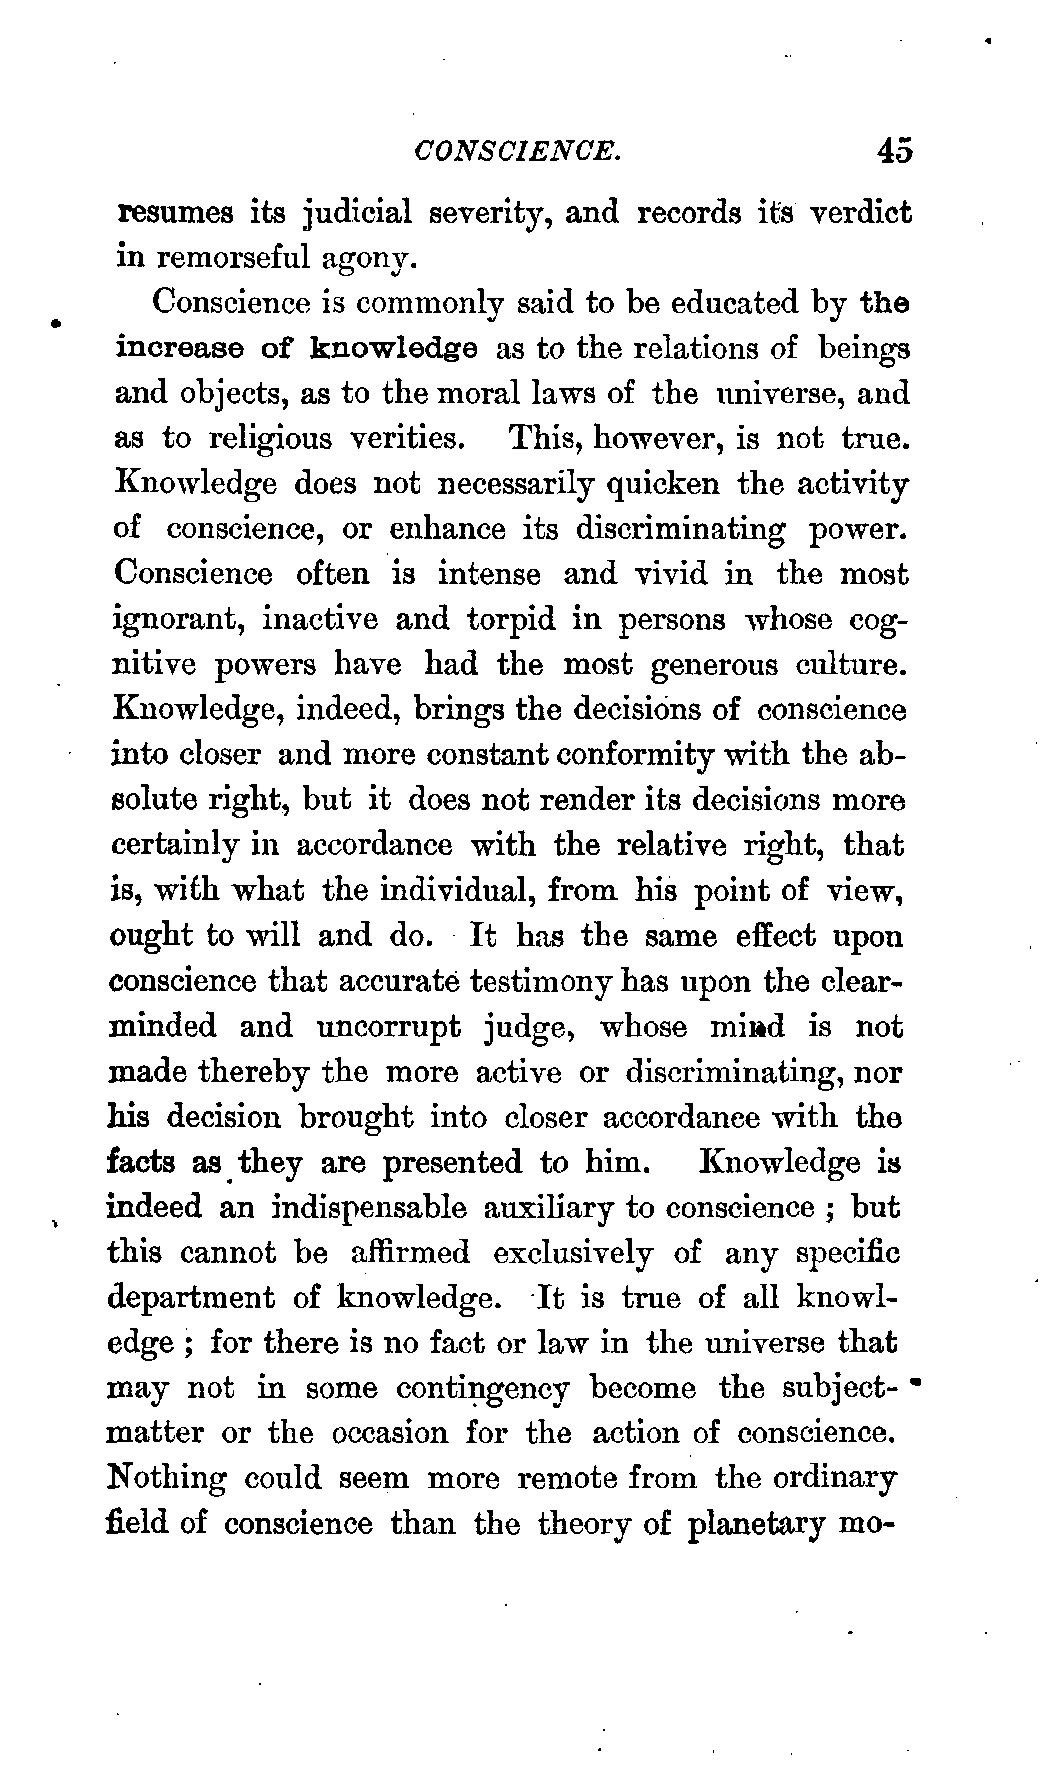 CONSCIENCE. 45
resumes its judicial severity, and records its verdict
in remorseful agony.
Conscience is commonly said to be educated by the
increase of knowledge as to the relations of beings
and objects, as to the moral laws of the universe, and
as to religious verities. This, however, is not true.
Knowledge does not necessarily quicken the activity
of conscience, or enhance its discriminating power.
Conscience often is intense and vivid in the most
ignorant, inactive and torpid in persons whose cog-
nitive powers have had the most generous culture.
Knowledge, indeed, brings the decisions of conscience
into closer and more constant conformity with the ab-
solute right, but it does not render its decisions more
certainly in accordance with the relative right, that
is, with what the individual, from his point of view,
ought to will and do. It has the same effect upon
conscience that accurate testimony has upon the clear-
minded and uncorrupt judge, whose mind is not
made thereby the more active or discriminating, nor
his decision brought into closer accordance with the
facts as they are presented to him. Knowledge is
indeed an indispensable auxiliary to conscience ; but
this cannot be affirmed exclusively of any specific
department of knowledge. It is true of all knowl-
edge ; for there is no fact or law in the universe that
may not in some contingency become the subject-
matter or the occasion for the action of conscience.
Nothing could seem more remote from the ordinary
field of conscience than the theory of planetary mo-